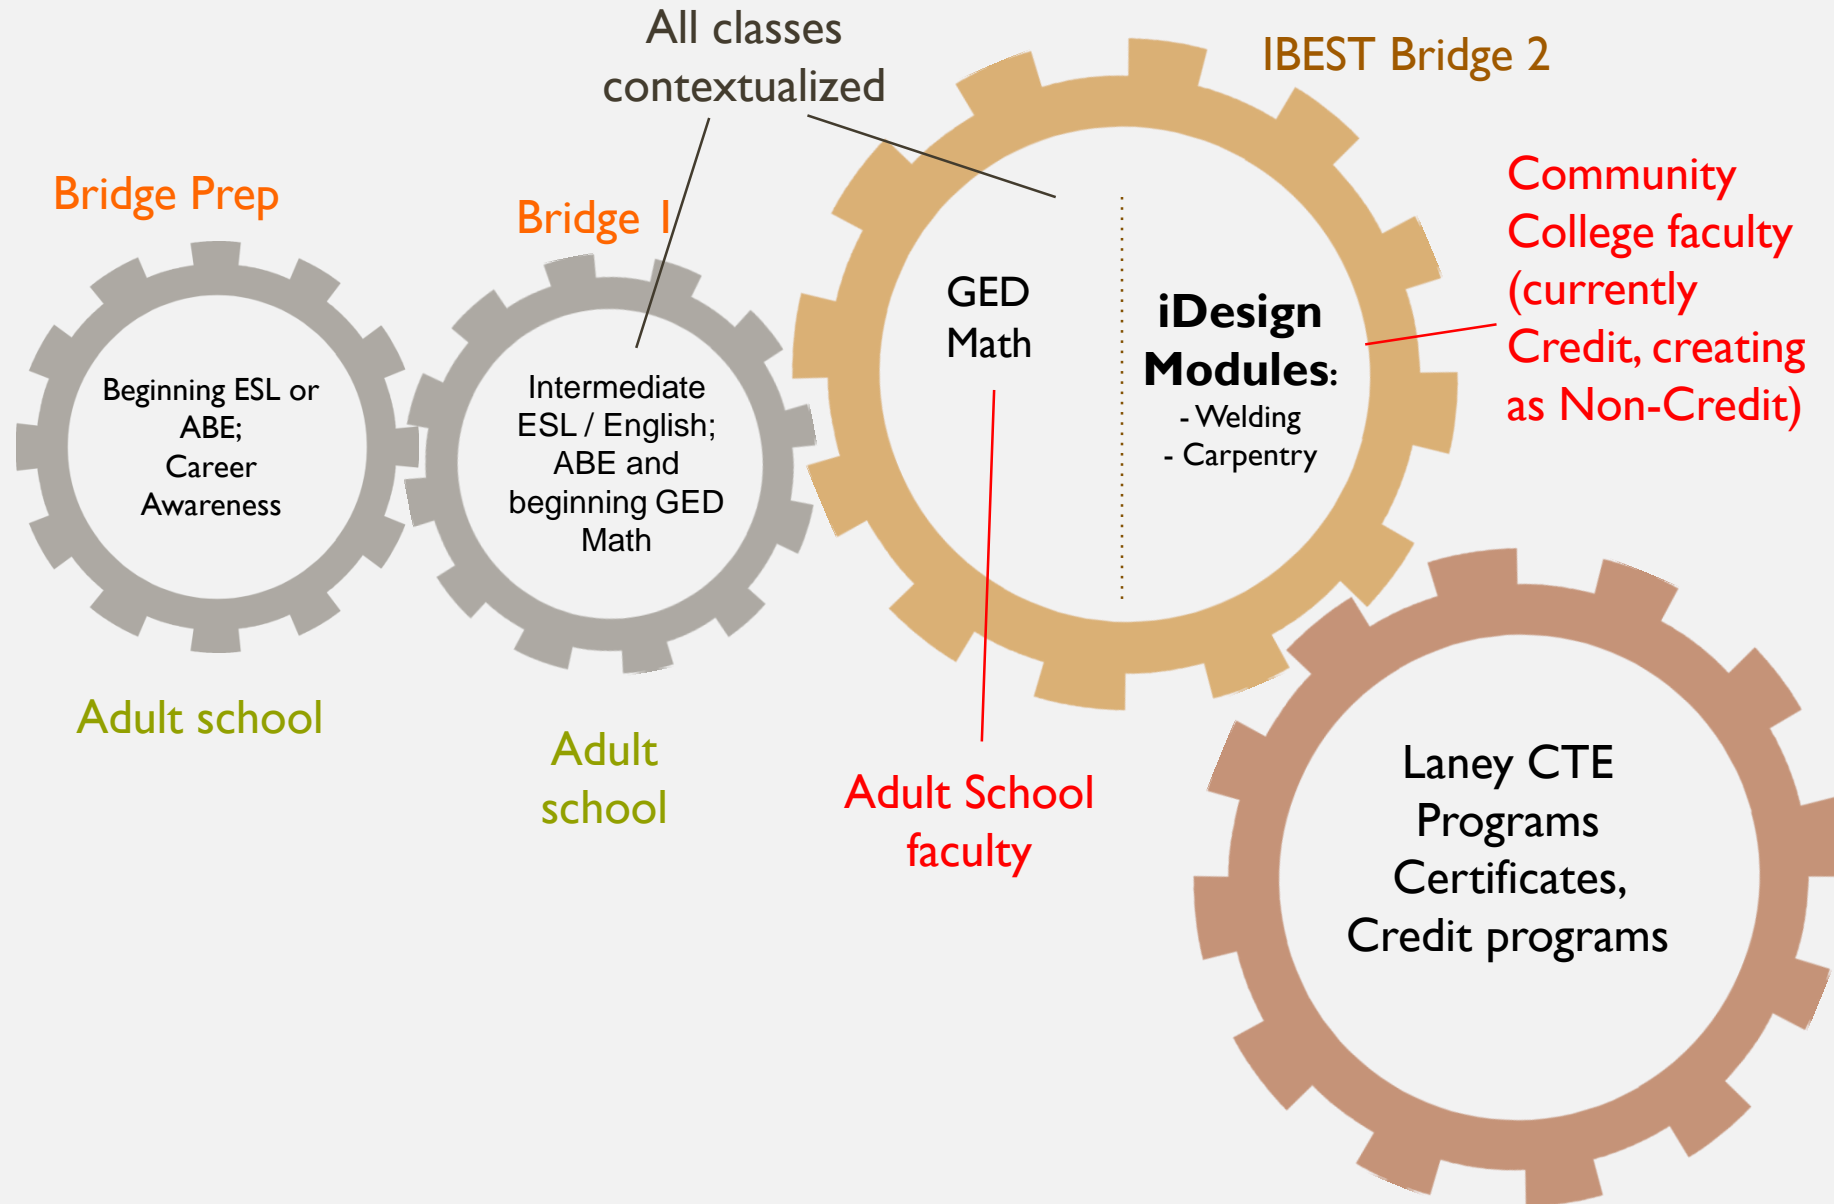 All classes
contextualized
IBEST Bridge 2
Bridge Prep
Bridge 1
Community
College faculty
(currently
Credit, creating
as Non-Credit)
Beginning ESL or
ABE;
Career
Awareness
Intermediate
ESL / English;
ABE and
beginning GED
Math
GED
Math
iDesign
Modules:
- Welding
- Carpentry
Adult school
Adult
school
Adult School
faculty
Laney CTE
Programs
Certificates,
Credit programs